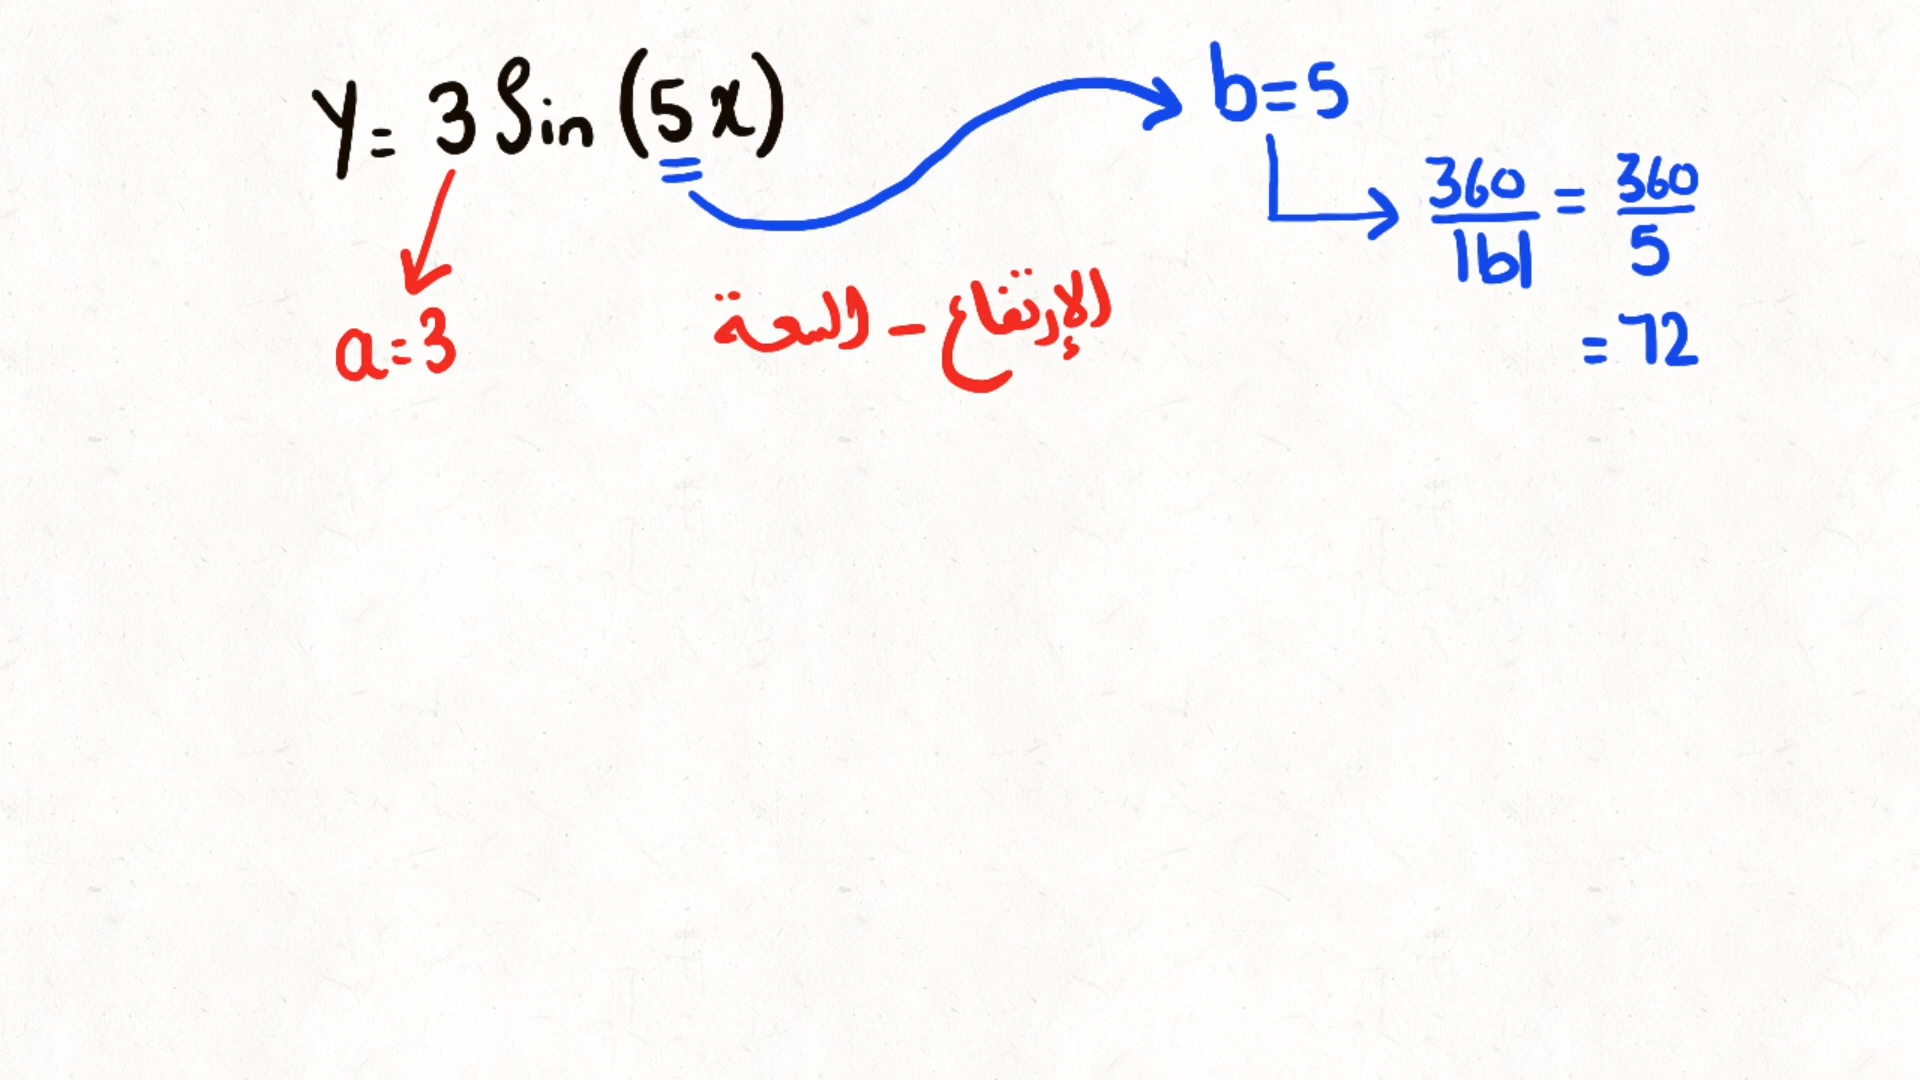 y = 3 Sin (5x)
b = 5
360/|b| = 360/5
= 72
a = 3
الإرتفاع - السعة